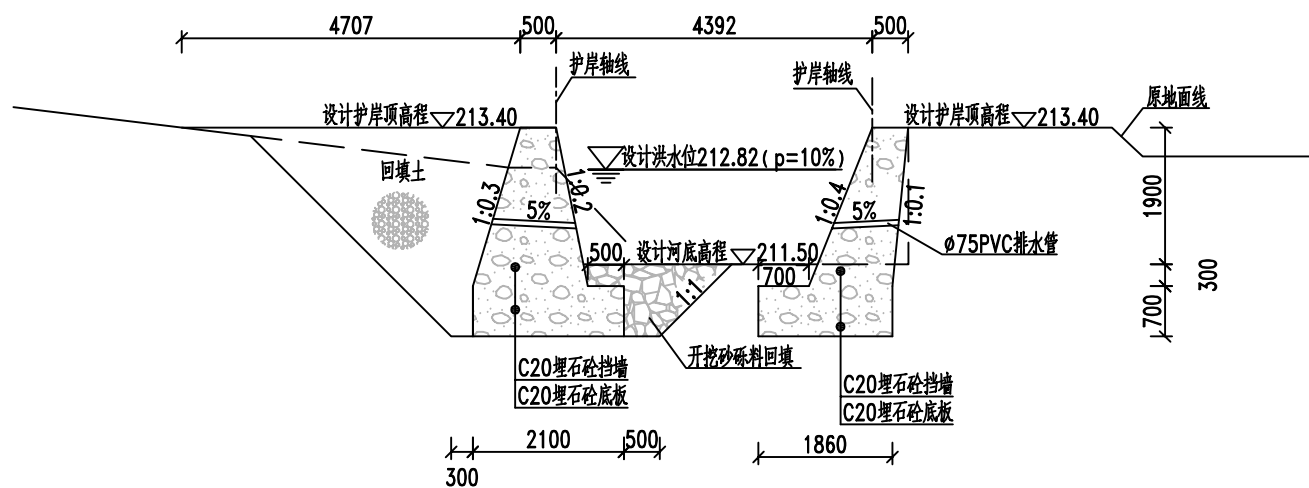 4707
500
4392
500
护岸轴线
护岸轴线
原地面线
设计护岸顶高程
213.40
设计护岸顶高程
213.40
设计洪水位212.82(p=10%)
回填土
1:0.3
1:0.2
1:0.4
1:0.1
5%
5%
1900
ø75PVC排水管
500
设计河底高程
211.50
700
1:1
300
700
开挖砂砾料回填
C20埋石砼挡墙
C20埋石砼底板
C20埋石砼挡墙
C20埋石砼底板
2100
500
1860
300